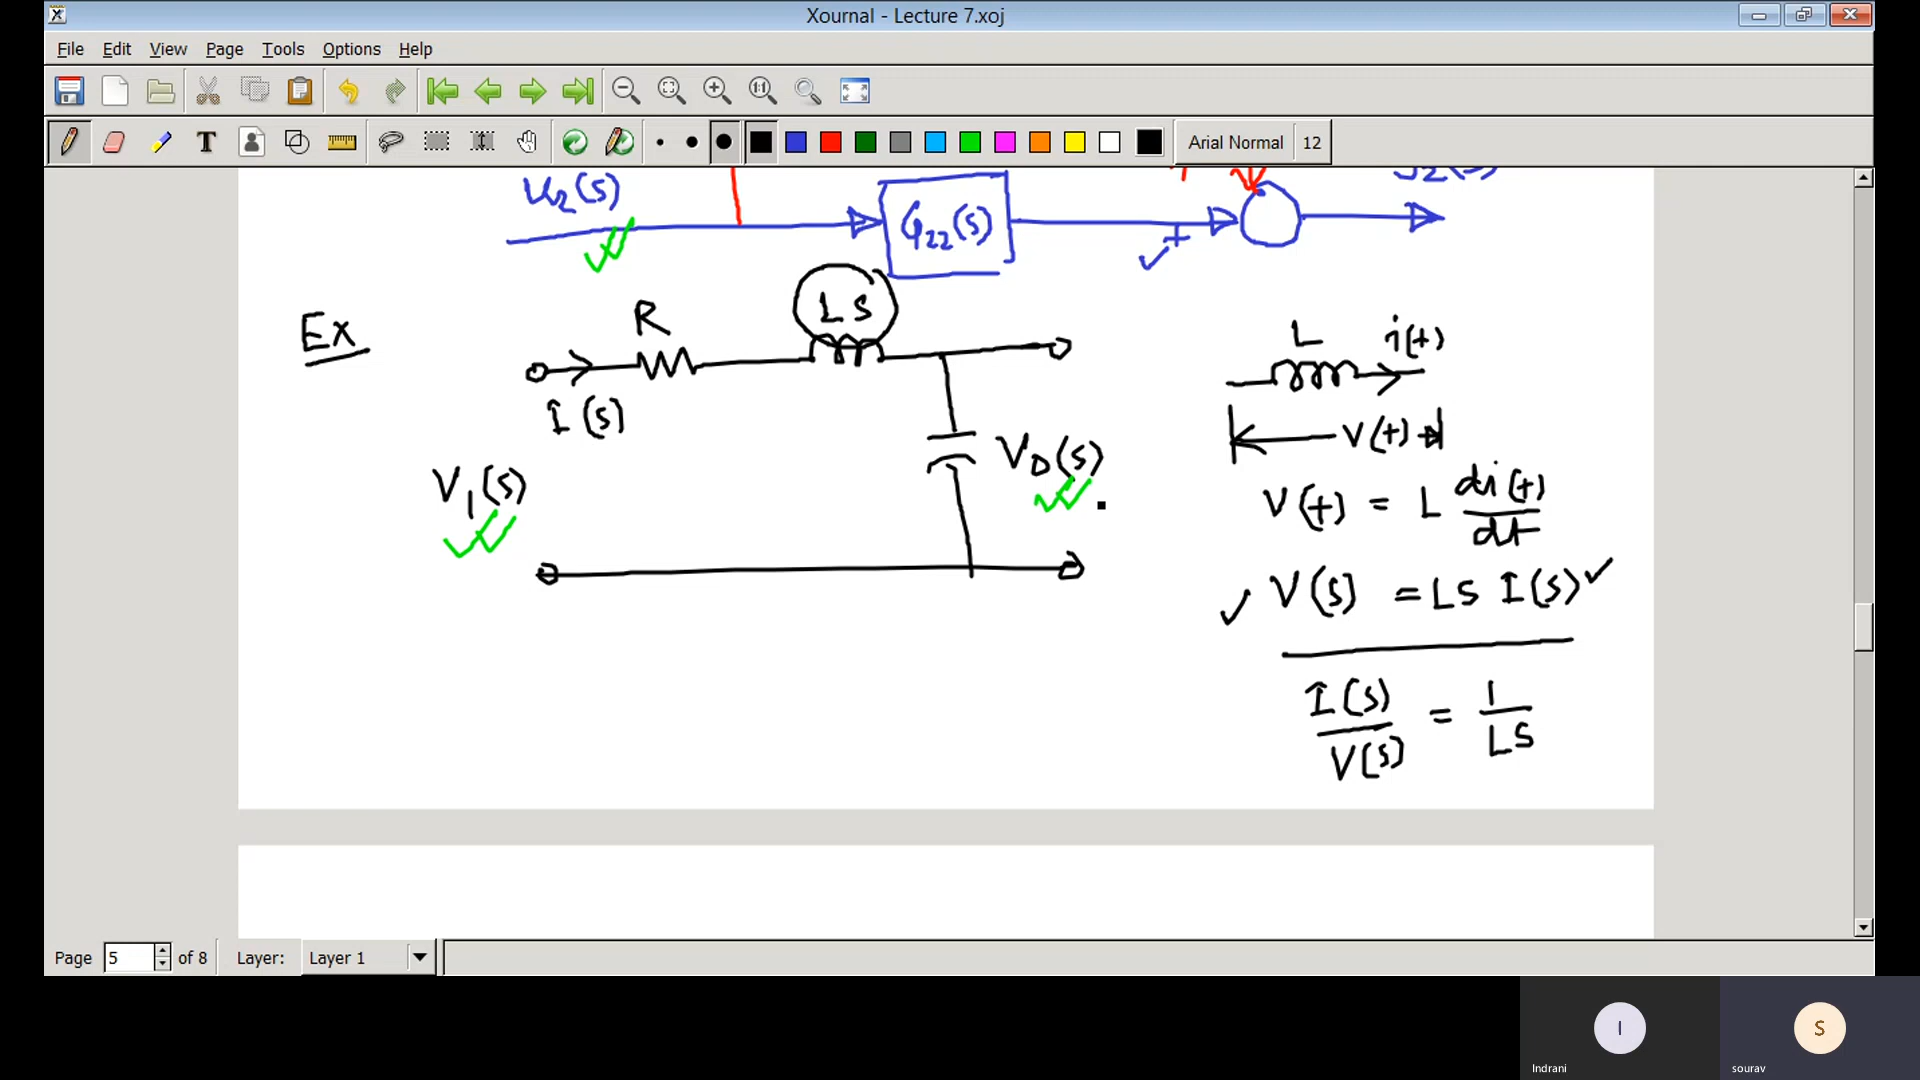 Xournal - Lecture 7.xoj
File Edit View Page Tools Options Help
Arial Normal 12
U2(s)
G22(s)
+
Ex
R
LS
I(s)
V1(s)
V0(s)
L
i(t)
V(t)
V(t) = L di(t)/dt
V(s) = LS I(s)
I(s)/V(s) = 1/LS
Page 5 of 8 Layer: Layer 1
I
S
Indrani
sourav